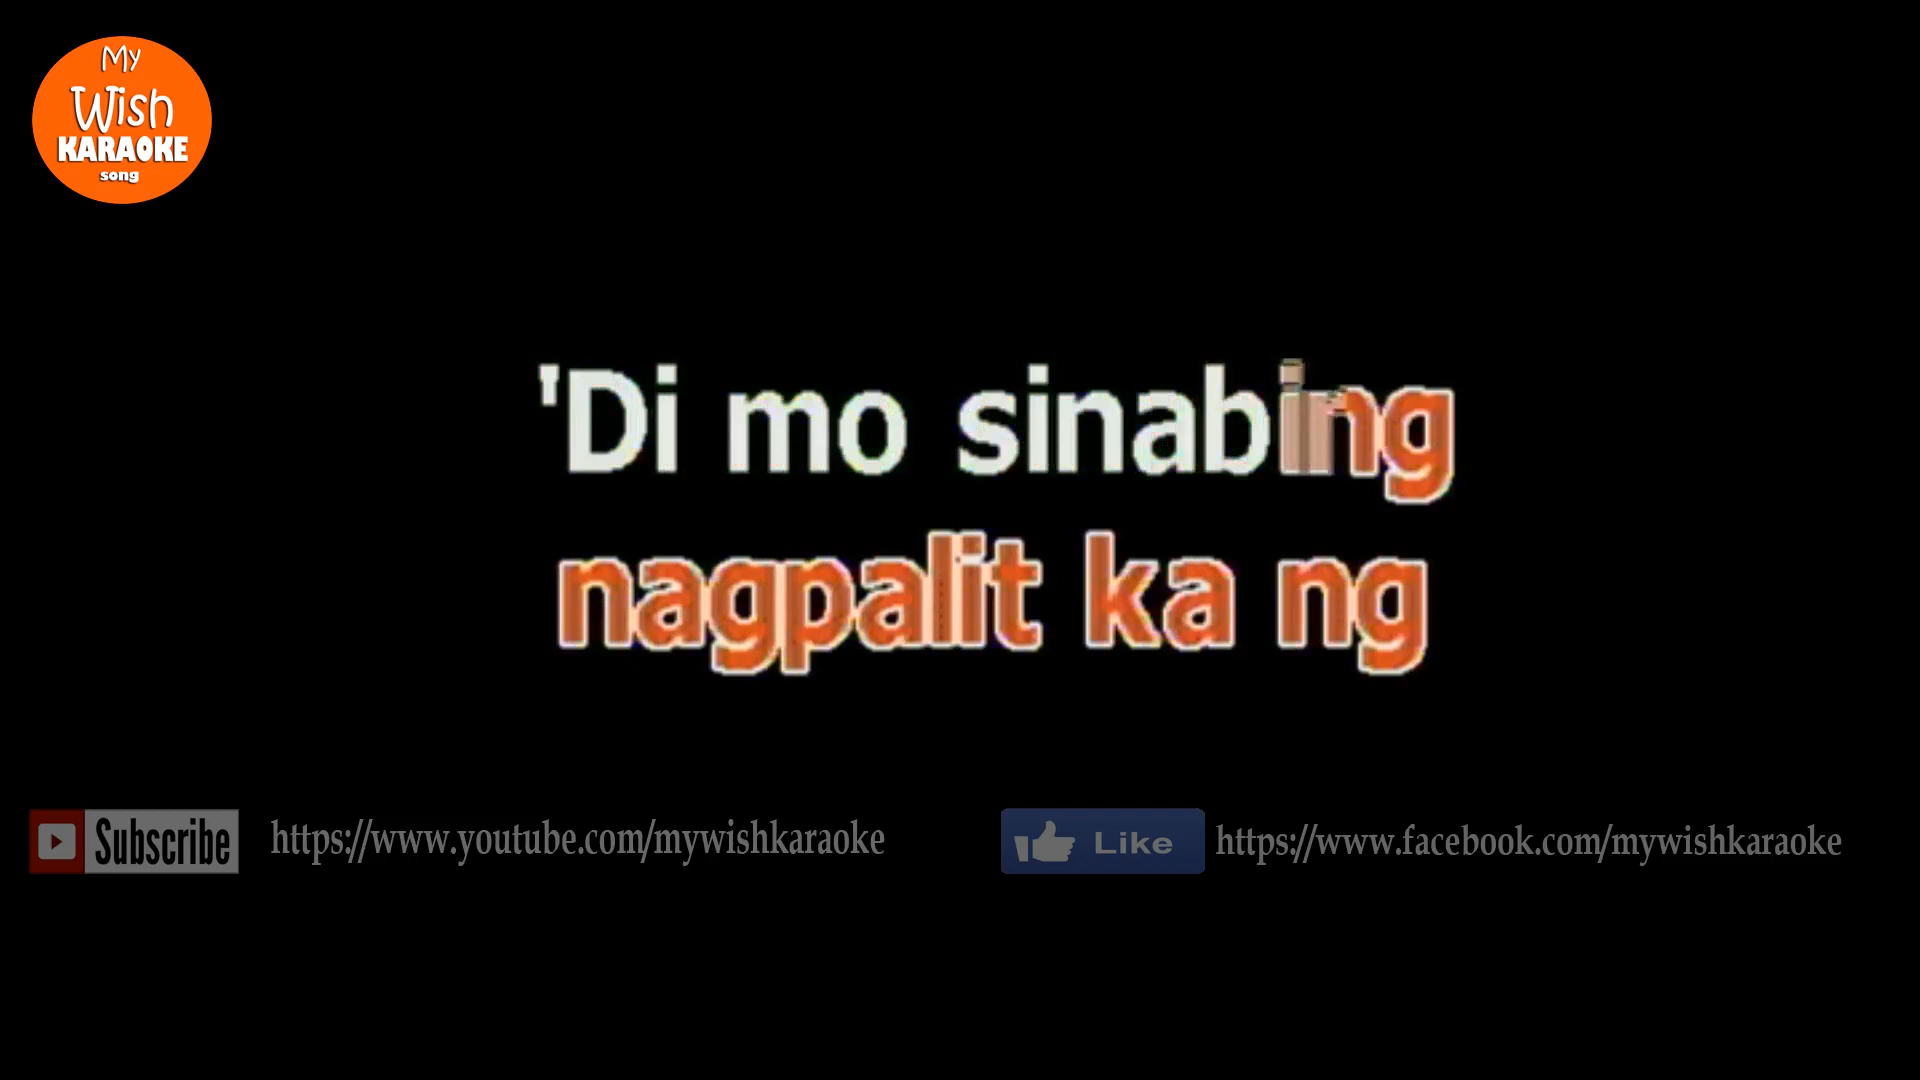 My
Wish
KARAOKE
song
'Di mo sinabing
nagpalit ka ng
Subscribe https://www.youtube.com/mywishkaraoke Like https://www.facebook.com/mywishkaraoke